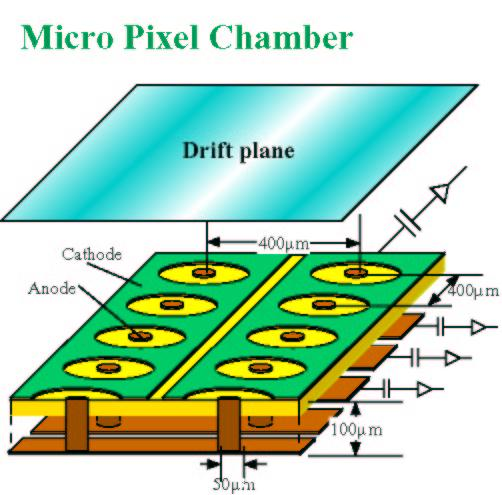 Micro Pixel Chamber
Drift plane
400µm
Cathode
Anode
400µm
100µm
50µm